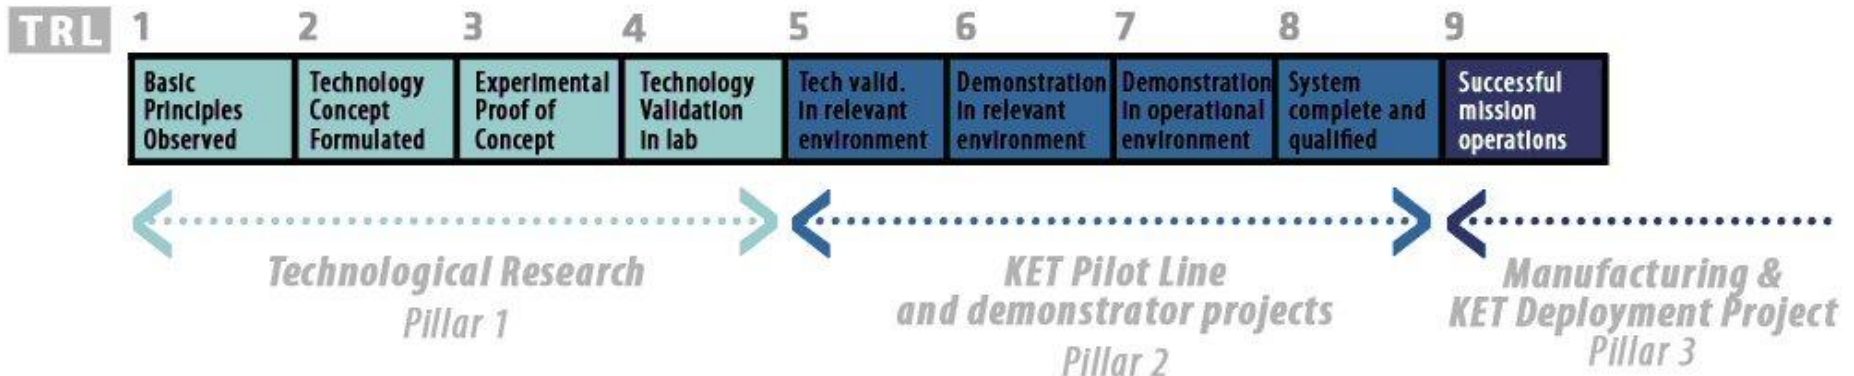 TRL 1 2 3 4 5 6 7 8 9
Basic
Principles
Observed
Technology
Concept
Formulated
Experimental
Proof of
Concept
Technology
Validation
in lab
Tech valid.
in relevant
environment
Demonstration
in relevant
environment
Demonstration
in operational
environment
System
complete and
qualified
Successful
mission
operations
Technological Research
Pillar 1
KET Pilot Line
and demonstrator projects
Pillar 2
Manufacturing &
KET Deployment Project
Pillar 3